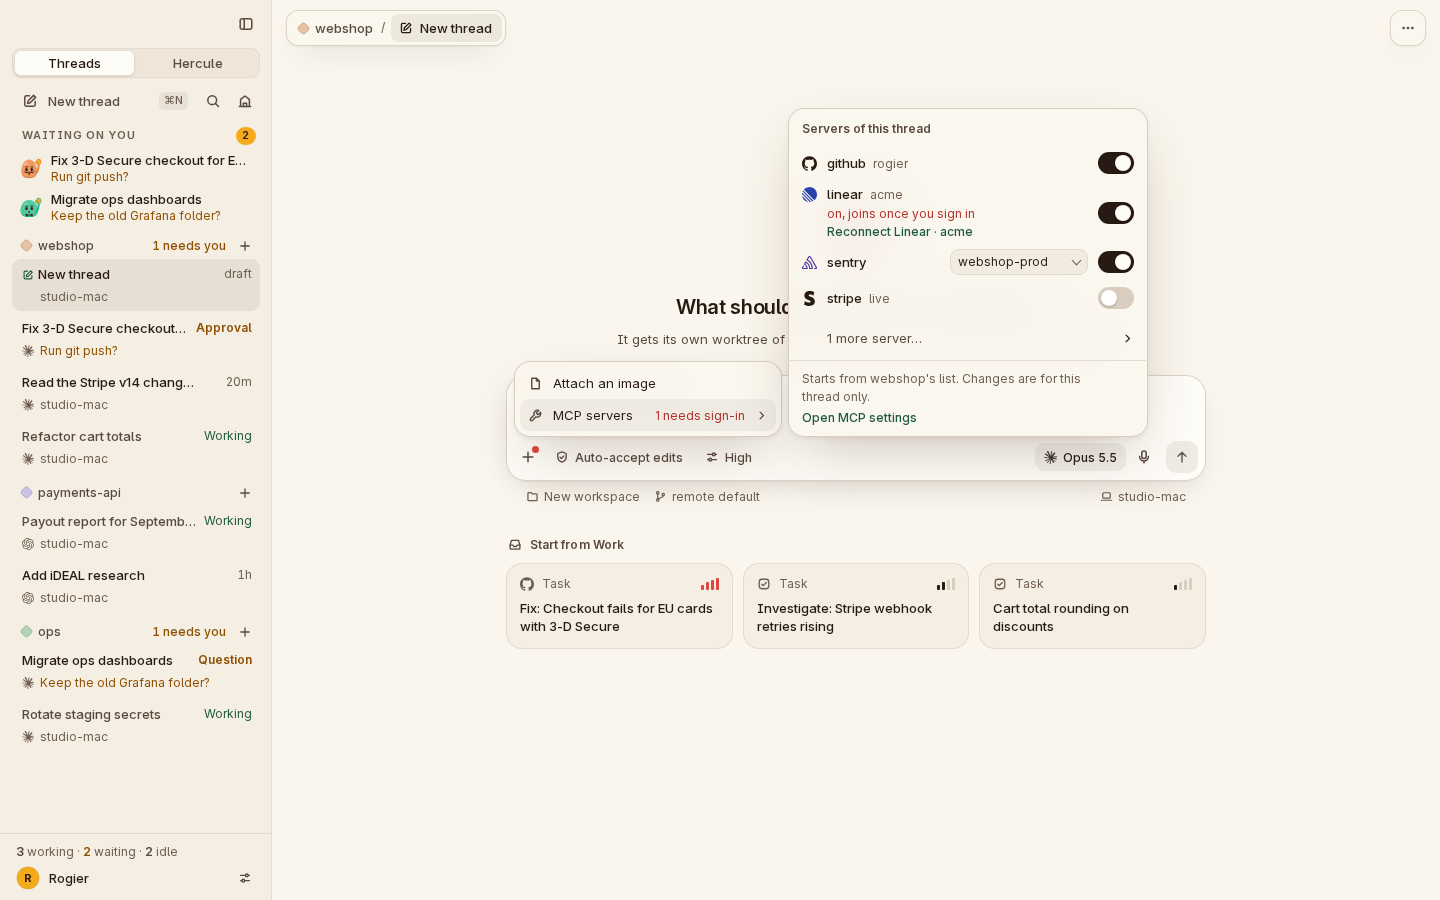 Threads
Hercule
New thread
⌘N
WAITING ON YOU
2
Fix 3-D Secure checkout for E…
Run git push?
Migrate ops dashboards
Keep the old Grafana folder?
webshop
1 needs you
New thread
draft
studio-mac
Fix 3-D Secure checkout…
Approval
Run git push?
Read the Stripe v14 chang…
20m
studio-mac
Refactor cart totals
Working
studio-mac
payments-api
Payout report for Septemb…
Working
studio-mac
Add iDEAL research
1h
studio-mac
ops
1 needs you
Migrate ops dashboards
Question
Keep the old Grafana folder?
Rotate staging secrets
Working
studio-mac
3 working · 2 waiting · 2 idle
R
Rogier
webshop / New thread
Servers of this thread
github rogier
linear acme
on, joins once you sign in
Reconnect Linear · acme
sentry
webshop-prod
stripe live
1 more server…
Starts from webshop's list. Changes are for this
thread only.
Open MCP settings
What should
It gets its own worktree of
Attach an image
MCP servers
1 needs sign-in
Auto-accept edits
High
Opus 5.5
New workspace
remote default
studio-mac
Start from Work
Task
Fix: Checkout fails for EU cards
with 3-D Secure
Task
Investigate: Stripe webhook
retries rising
Task
Cart total rounding on
discounts